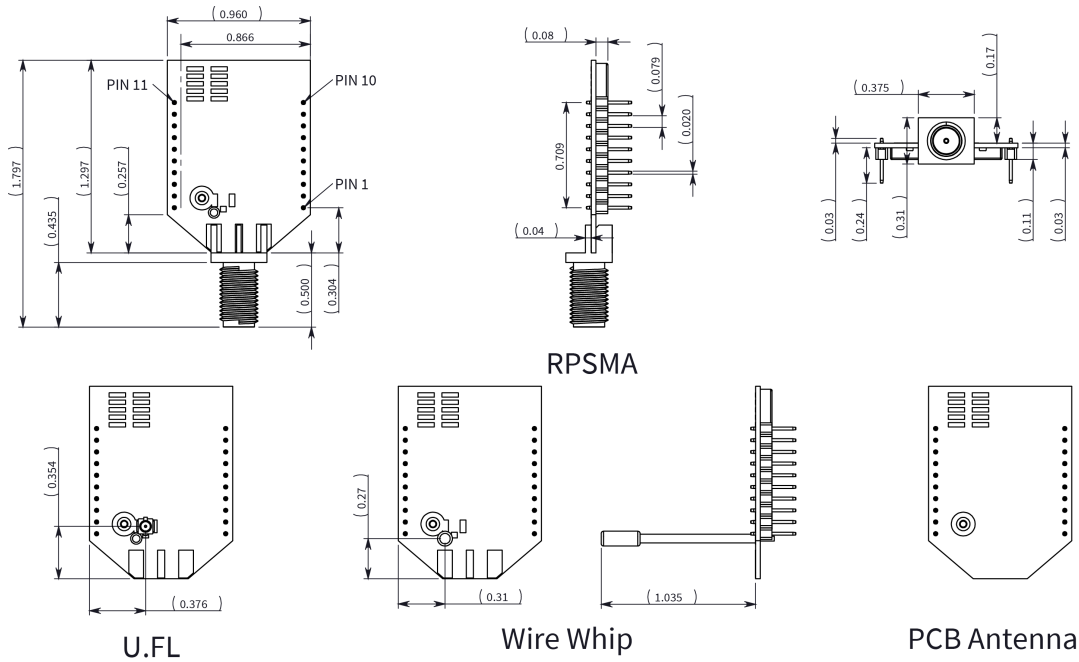 ( 0.960 )
0.866
PIN 11
PIN 10
PIN 1
( 1.797 )
( 1.297 )
( 0.257 )
( 0.435 )
( 0.500 )
( 0.304 )
( 0.08 )
( 0.079 )
( 0.020 )
0.709
( 0.04 )
( 0.17 )
( 0.375 )
( 0.03 )
( 0.24 )
( 0.31 )
( 0.11 )
( 0.03 )
RPSMA
( 0.354 )
( 0.376 )
U.FL
( 0.27 )
( 0.31 )
( 1.035 )
Wire Whip
PCB Antenna